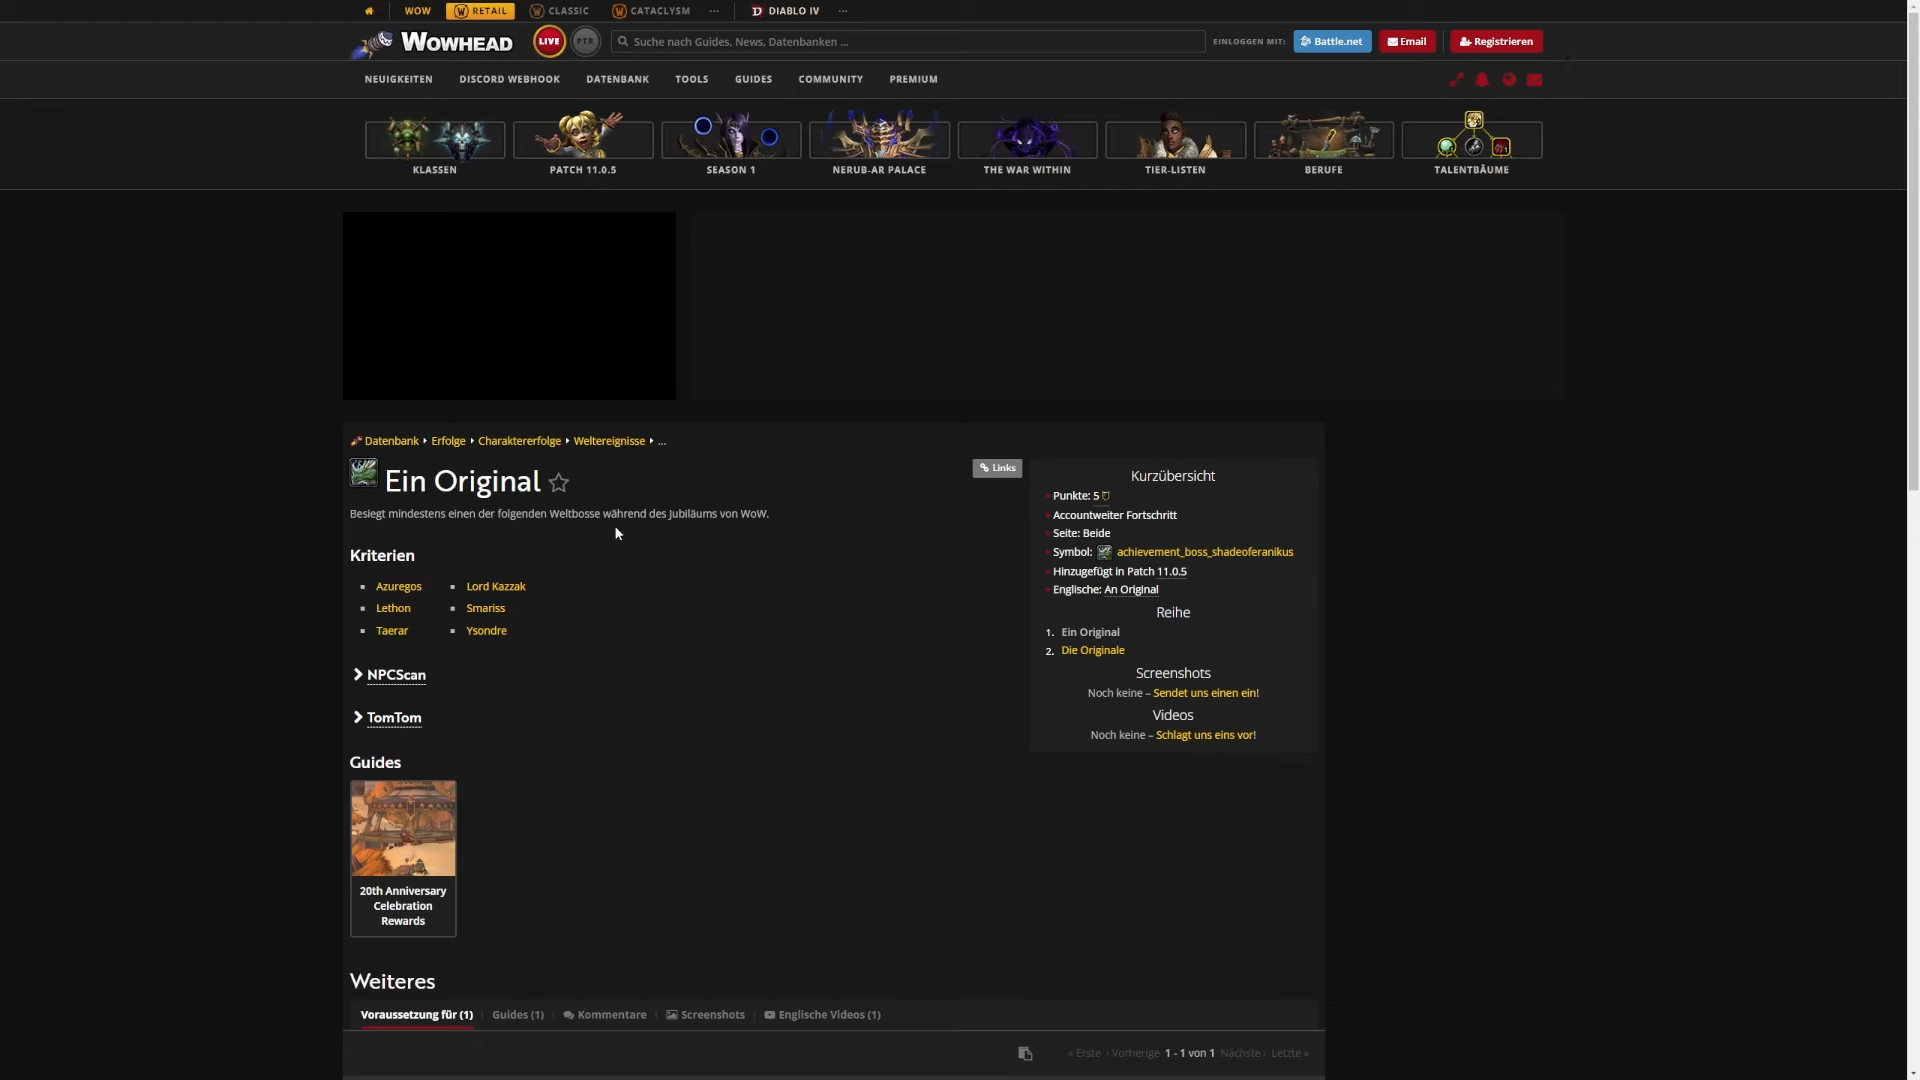 WOW
RETAIL
CLASSIC
CATACLYSM
...
DIABLO IV
...
WOWHEAD
LIVE
PTR
Suche nach Guides, News, Datenbanken ...
EINLOGGEN MIT:
Battle.net
Email
Registrieren
NEUIGKEITEN
DISCORD WEBHOOK
DATENBANK
TOOLS
GUIDES
COMMUNITY
PREMIUM
KLASSEN
PATCH 11.0.5
SEASON 1
NERUB-AR PALACE
THE WAR WITHIN
TIER-LISTEN
BERUFE
TALENTBÄUME
Datenbank
Erfolge
Charaktererfolge
Weltereignisse
...
Ein Original
Links
Besiegt mindestens einen der folgenden Weltbosse während des Jubiläums von WoW.
Kriterien
Azuregos
Lord Kazzak
Lethon
Smariss
Taerar
Ysondre
NPCScan
TomTom
Guides
20th Anniversary
Celebration
Rewards
Kurzübersicht
Punkte: 5
Accountweiter Fortschritt
Seite: Beide
Symbol: achievement_boss_shadeoferanikus
Hinzugefügt in Patch 11.0.5
Englische: An Original
Reihe
1. Ein Original
2. Die Originale
Screenshots
Noch keine – Sendet uns einen ein!
Videos
Noch keine – Schlagt uns eins vor!
Weiteres
Voraussetzung für (1)
Guides (1)
Kommentare
Screenshots
Englische Videos (1)
« Erste ‹ Vorherige 1 - 1 von 1 Nächste › Letzte »